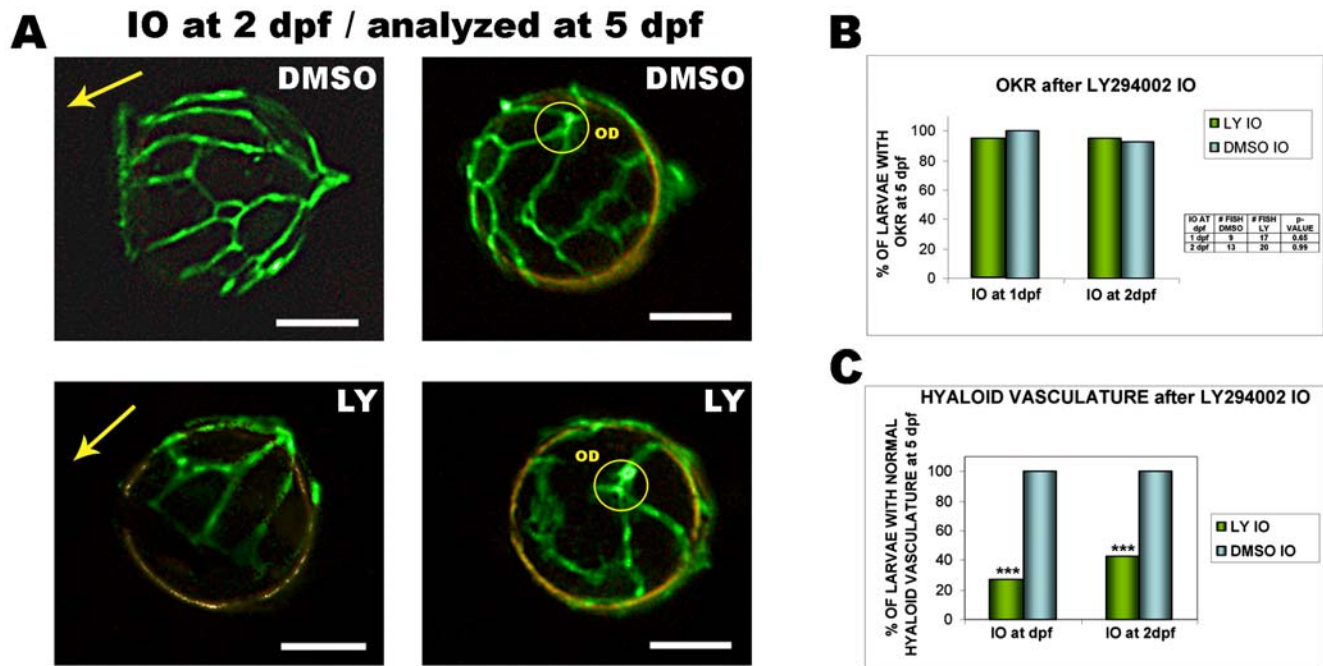 A
IO at 2 dpf / analyzed at 5 dpf
DMSO
DMSO
OD
LY
LY
OD
B
OKR after LY294002 IO
% OF LARVAE WITH
OKR at 5 dpf
100
80
60
40
20
0
IO at 1dpf
IO at 2dpf
LY IO
DMSO IO
IO AT dpf | # FISH DMSO | # FISH LY | p-VALUE
1 dpf | 9 | 17 | 0.65
2 dpf | 13 | 20 | 0.99
C
HYALOID VASCULATURE after LY294002 IO
% OF LARVAE WITH NORMAL
HYALOID VASCULATURE at 5 dpf
100
80
60
40
20
0
***
***
IO at dpf
IO at 2dpf
LY IO
DMSO IO